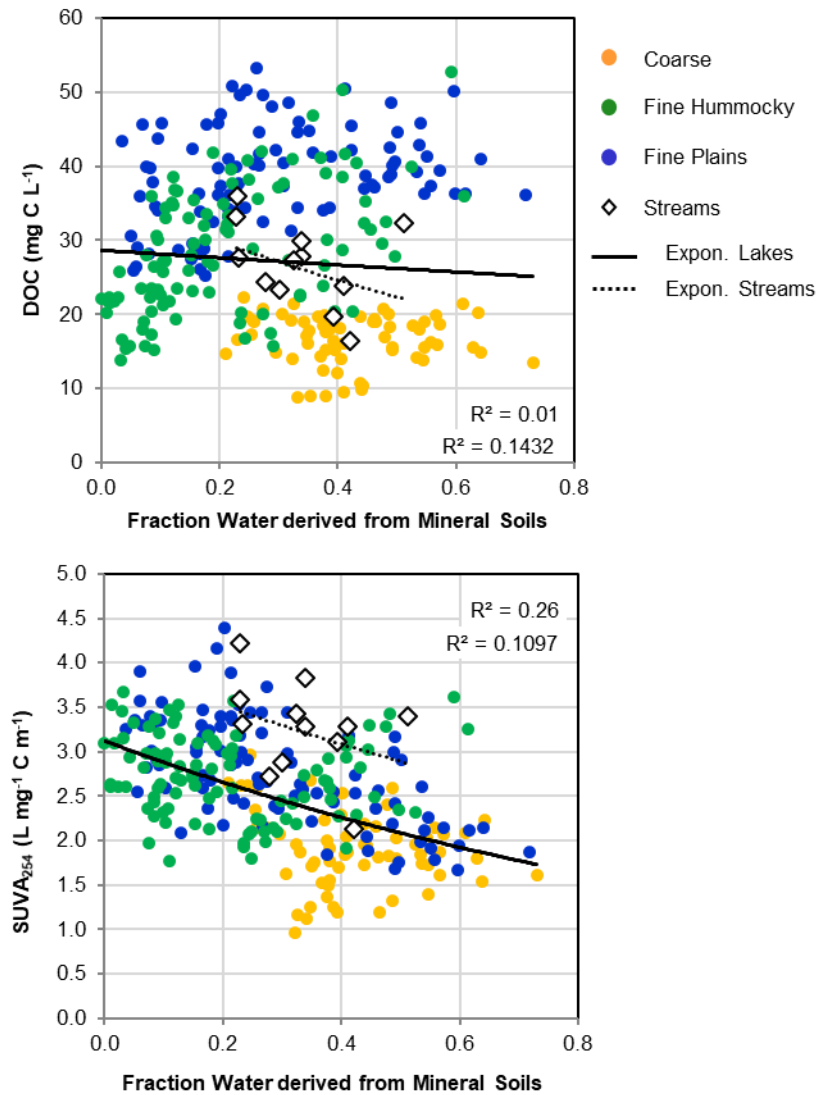 60
50
40
30
20
10
0
DOC (mg C L⁻¹)
R² = 0.01
R² = 0.1432
0.0 0.2 0.4 0.6 0.8
Fraction Water derived from Mineral Soils
Coarse
Fine Hummocky
Fine Plains
Streams
Expon. Lakes
Expon. Streams
5.0
4.5
4.0
3.5
3.0
2.5
2.0
1.5
1.0
0.5
0.0
SUVA₂₅₄ (L mg⁻¹ C m⁻¹)
R² = 0.26
R² = 0.1097
0.0 0.2 0.4 0.6 0.8
Fraction Water derived from Mineral Soils